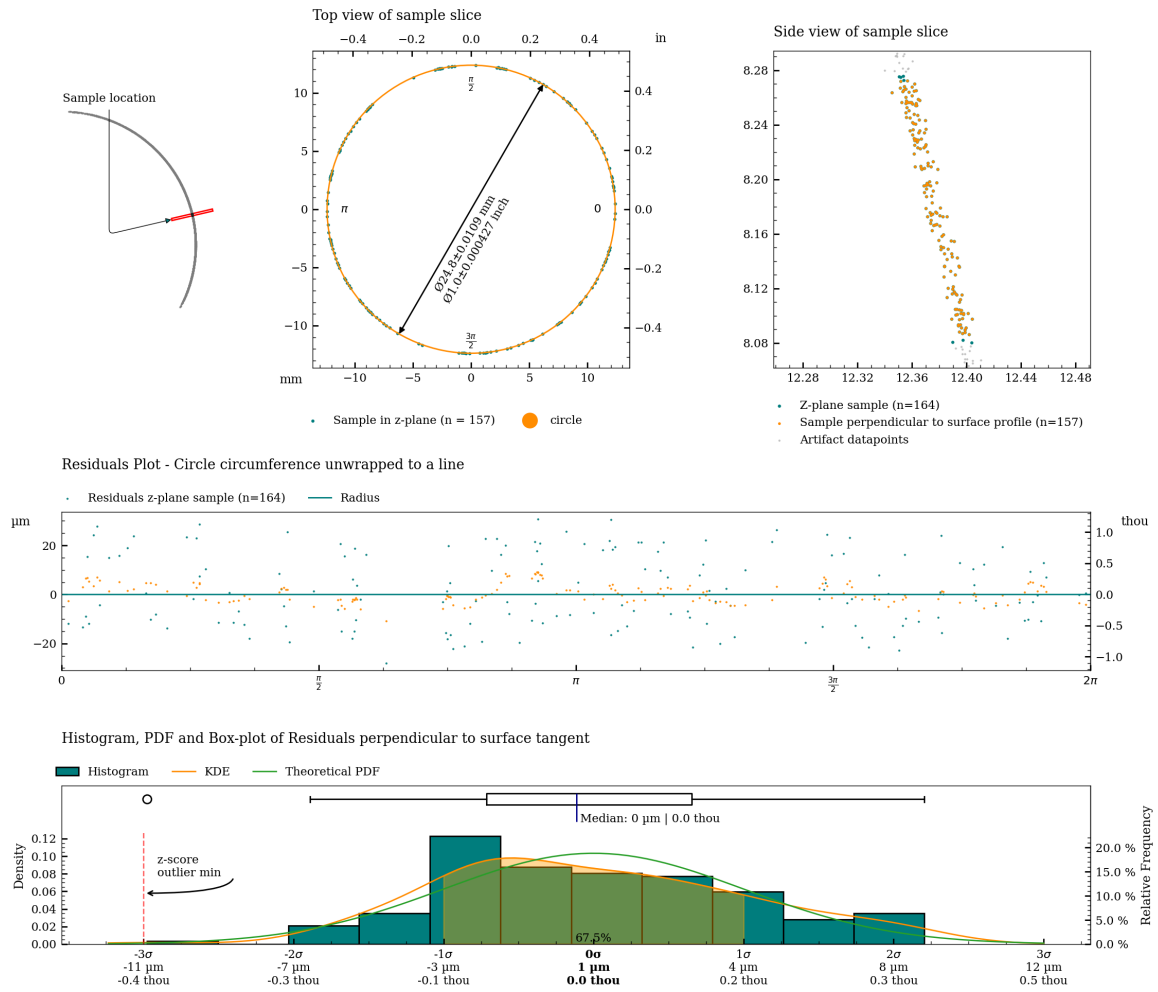 Top view of sample slice
−0.4 −0.2 0.0 0.2 0.4 in
Side view of sample slice
Sample location
10
5
0
−5
−10
0.4
0.2
0.0
−0.2
−0.4
π/2
π
0
3π/2
Ø24.8±0.0109 mm
Ø1.0±0.000427 inch
mm
−10 −5 0 5 10
8.28
8.24
8.20
8.16
8.12
8.08
12.28 12.32 12.36 12.40 12.44 12.48
Sample in z-plane (n = 157) circle
Z-plane sample (n=164)
Sample perpendicular to surface profile (n=157)
Artifact datapoints
Residuals Plot - Circle circumference unwrapped to a line
Residuals z-plane sample (n=164) Radius
µm
thou
20
0
−20
1.0
0.5
0.0
−0.5
−1.0
0 π/2 π 3π/2 2π
Histogram, PDF and Box-plot of Residuals perpendicular to surface tangent
Histogram KDE Theoretical PDF
Median: 0 µm | 0.0 thou
z-score
outlier min
Density
0.12
0.10
0.08
0.06
0.04
0.02
0.00
Relative Frequency
20.0 %
15.0 %
10.0 %
5.0 %
0.0 %
67.5%
-3σ -2σ -1σ 0σ 1σ 2σ 3σ
-11 µm -7 µm -3 µm 1 µm 4 µm 8 µm 12 µm
-0.4 thou -0.3 thou -0.1 thou 0.0 thou 0.2 thou 0.3 thou 0.5 thou